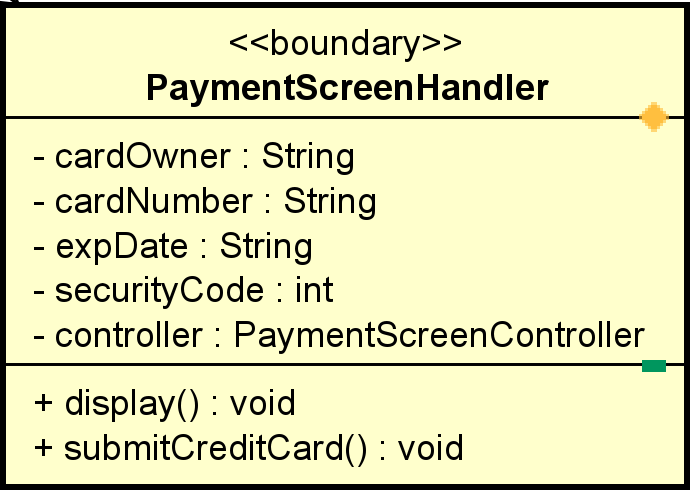 <<boundary>>
PaymentScreenHandler
- cardOwner : String
- cardNumber : String
- expDate : String
- securityCode : int
- controller : PaymentScreenController
+ display() : void
+ submitCreditCard() : void